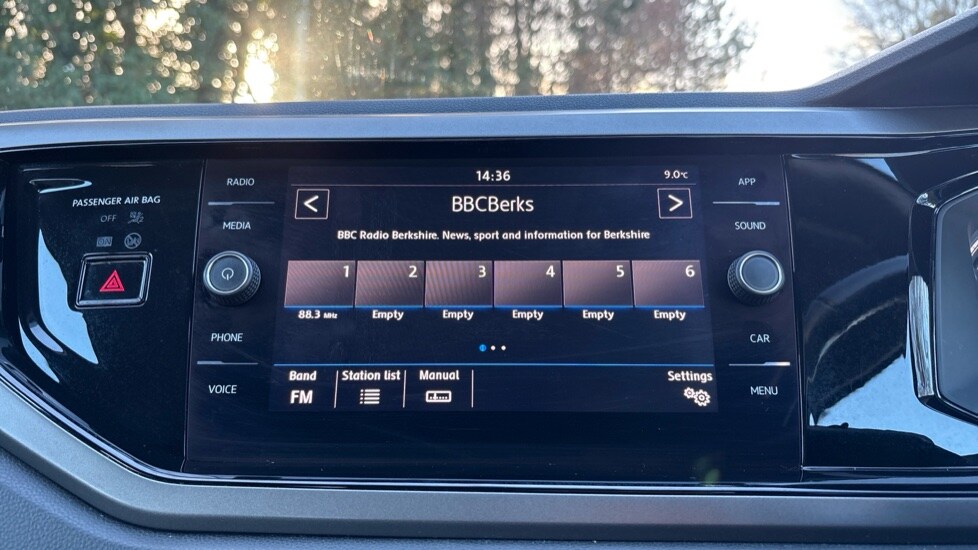 PASSENGER AIR BAG
OFF
ON
RADIO
MEDIA
PHONE
VOICE
14:36
9.0°C
<
BBCBerks
>
BBC Radio Berkshire. News, sport and information for Berkshire
1 2 3 4 5 6
88.3 MHz Empty Empty Empty Empty Empty
Band Station list Manual Settings
FM
APP
SOUND
CAR
MENU